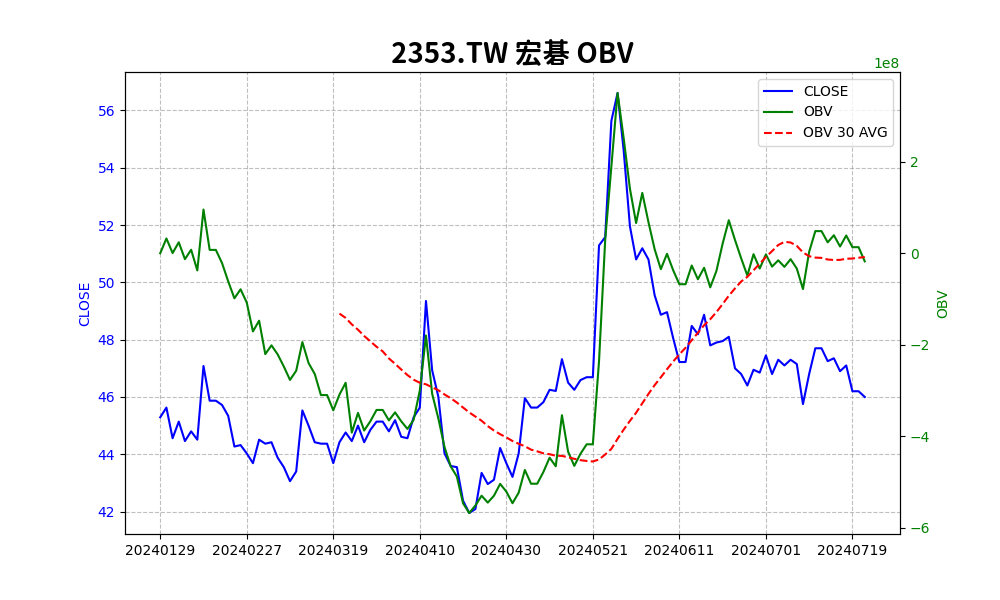 2353.TW 宏碁 OBV
1e8
CLOSE
OBV
OBV 30 AVG
56
54
52
50
48
46
44
42
CLOSE
2
0
−2
−4
−6
OBV
20240129 20240227 20240319 20240410 20240430 20240521 20240611 20240701 20240719